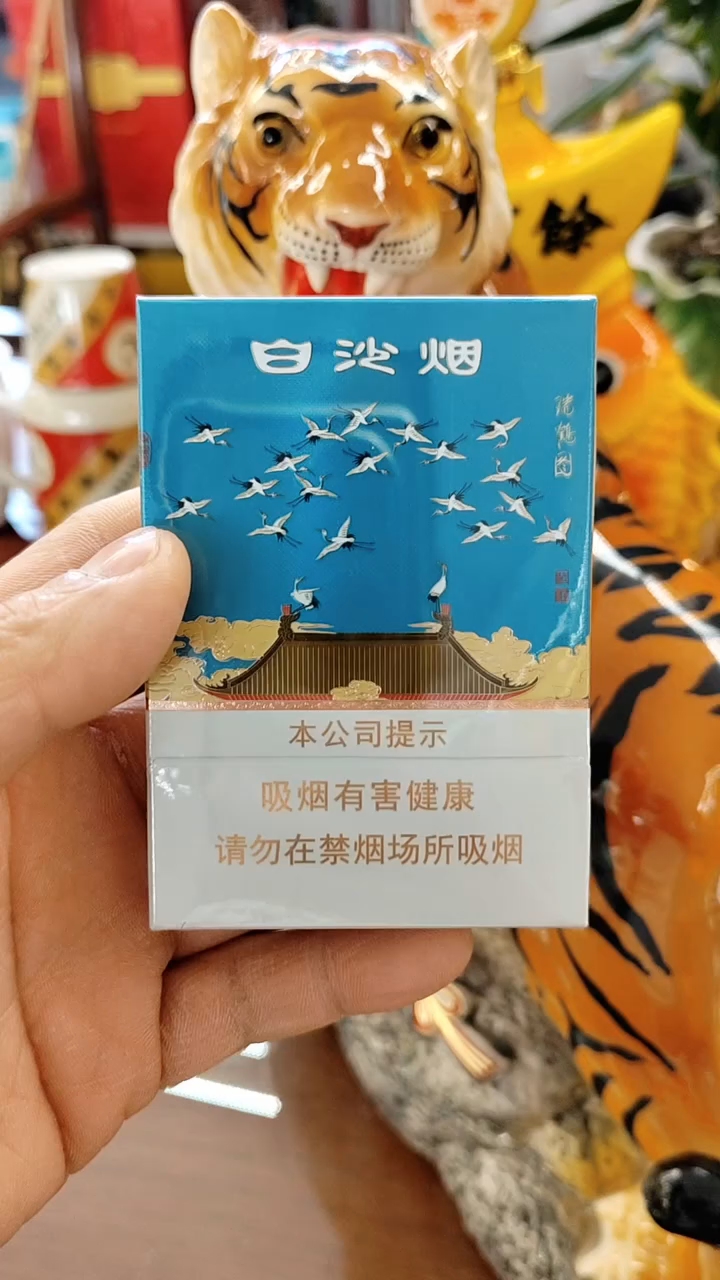 白沙烟
本公司提示
吸烟有害健康
请勿在禁烟场所吸烟
餘